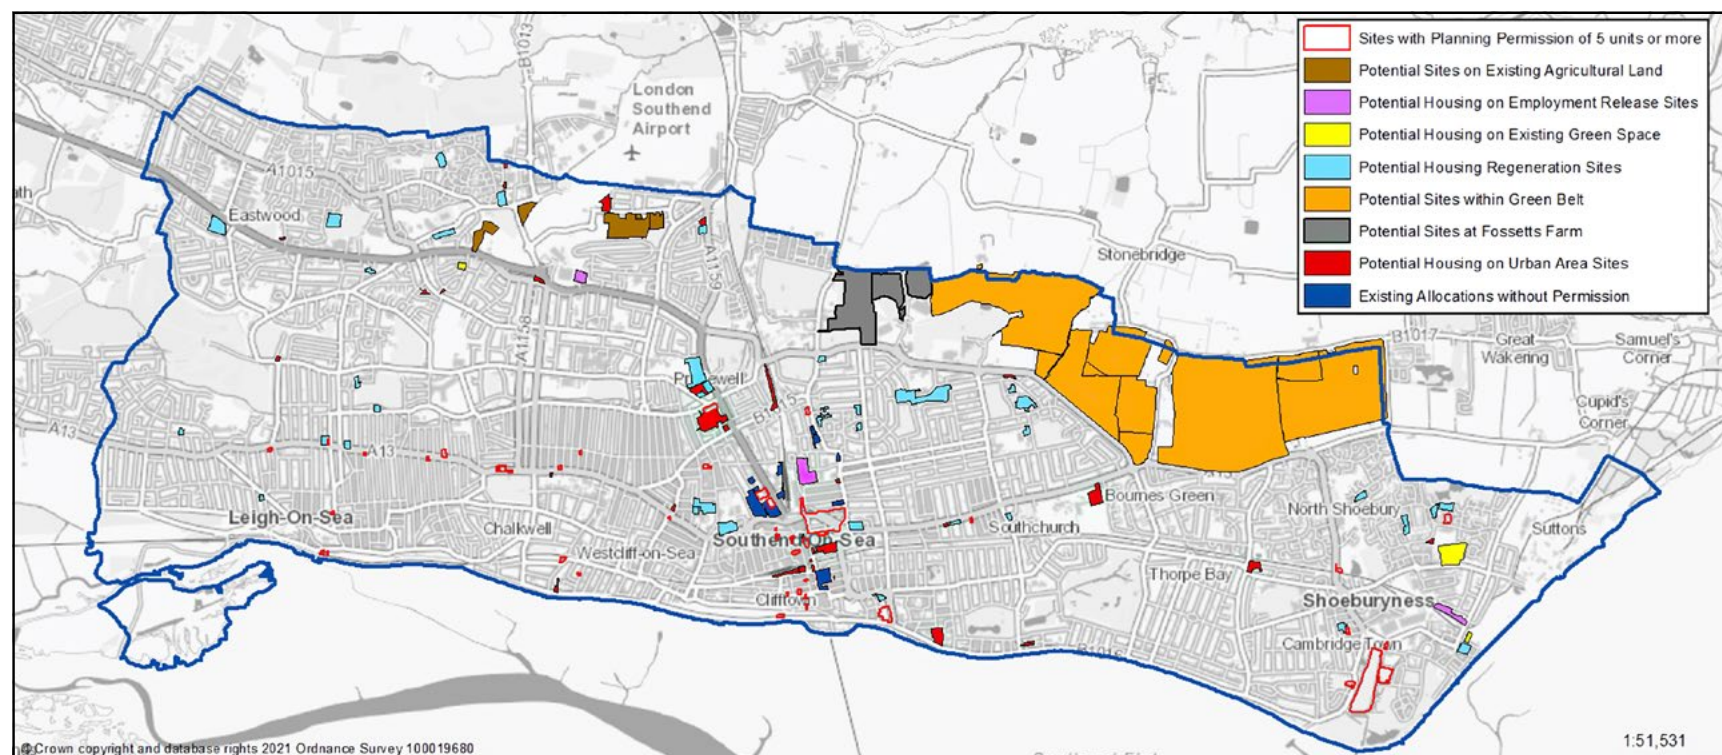 Sites with Planning Permission of 5 units or more
Potential Sites on Existing Agricultural Land
Potential Housing on Employment Release Sites
Potential Housing on Existing Green Space
Potential Housing Regeneration Sites
Potential Sites within Green Belt
Potential Sites at Fossetts Farm
Potential Housing on Urban Area Sites
Existing Allocations without Permission
B1013
London
Southend
Airport
A1015
Eastwood
A1159
Stonebridge
A1158
B1017
Great
Wakering
Samuel's
Corner
Cupid's
Corner
A13
A13
Leigh-On-Sea
Chalkwell
Westcliff-on-Sea
Southend-On-Sea
Clifftown
Southchurch
Bournes Green
North Shoebury
Suttons
Thorpe Bay
Shoeburyness
Cambridge Town
© Crown copyright and database rights 2021 Ordnance Survey 100019680
1:51,531